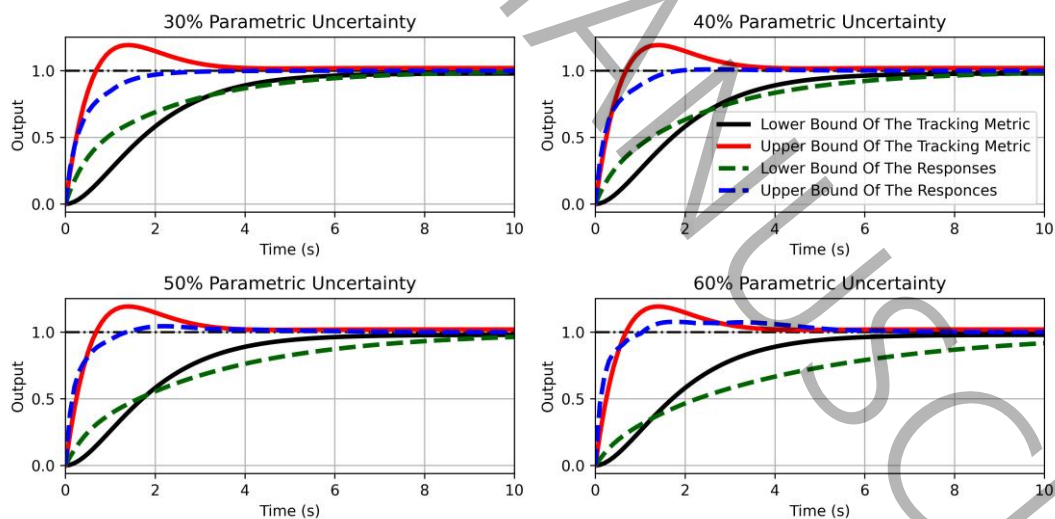 30% Parametric Uncertainty
1.0
0.5
0.0
Output
0 2 4 6 8 10
Time (s)
40% Parametric Uncertainty
1.0
0.5
0.0
Output
Lower Bound Of The Tracking Metric
Upper Bound Of The Tracking Metric
Lower Bound Of The Responses
Upper Bound Of The Responces
0 2 4 6 8 10
Time (s)
50% Parametric Uncertainty
1.0
0.5
0.0
Output
0 2 4 6 8 10
Time (s)
60% Parametric Uncertainty
1.0
0.5
0.0
Output
0 2 4 6 8 10
Time (s)